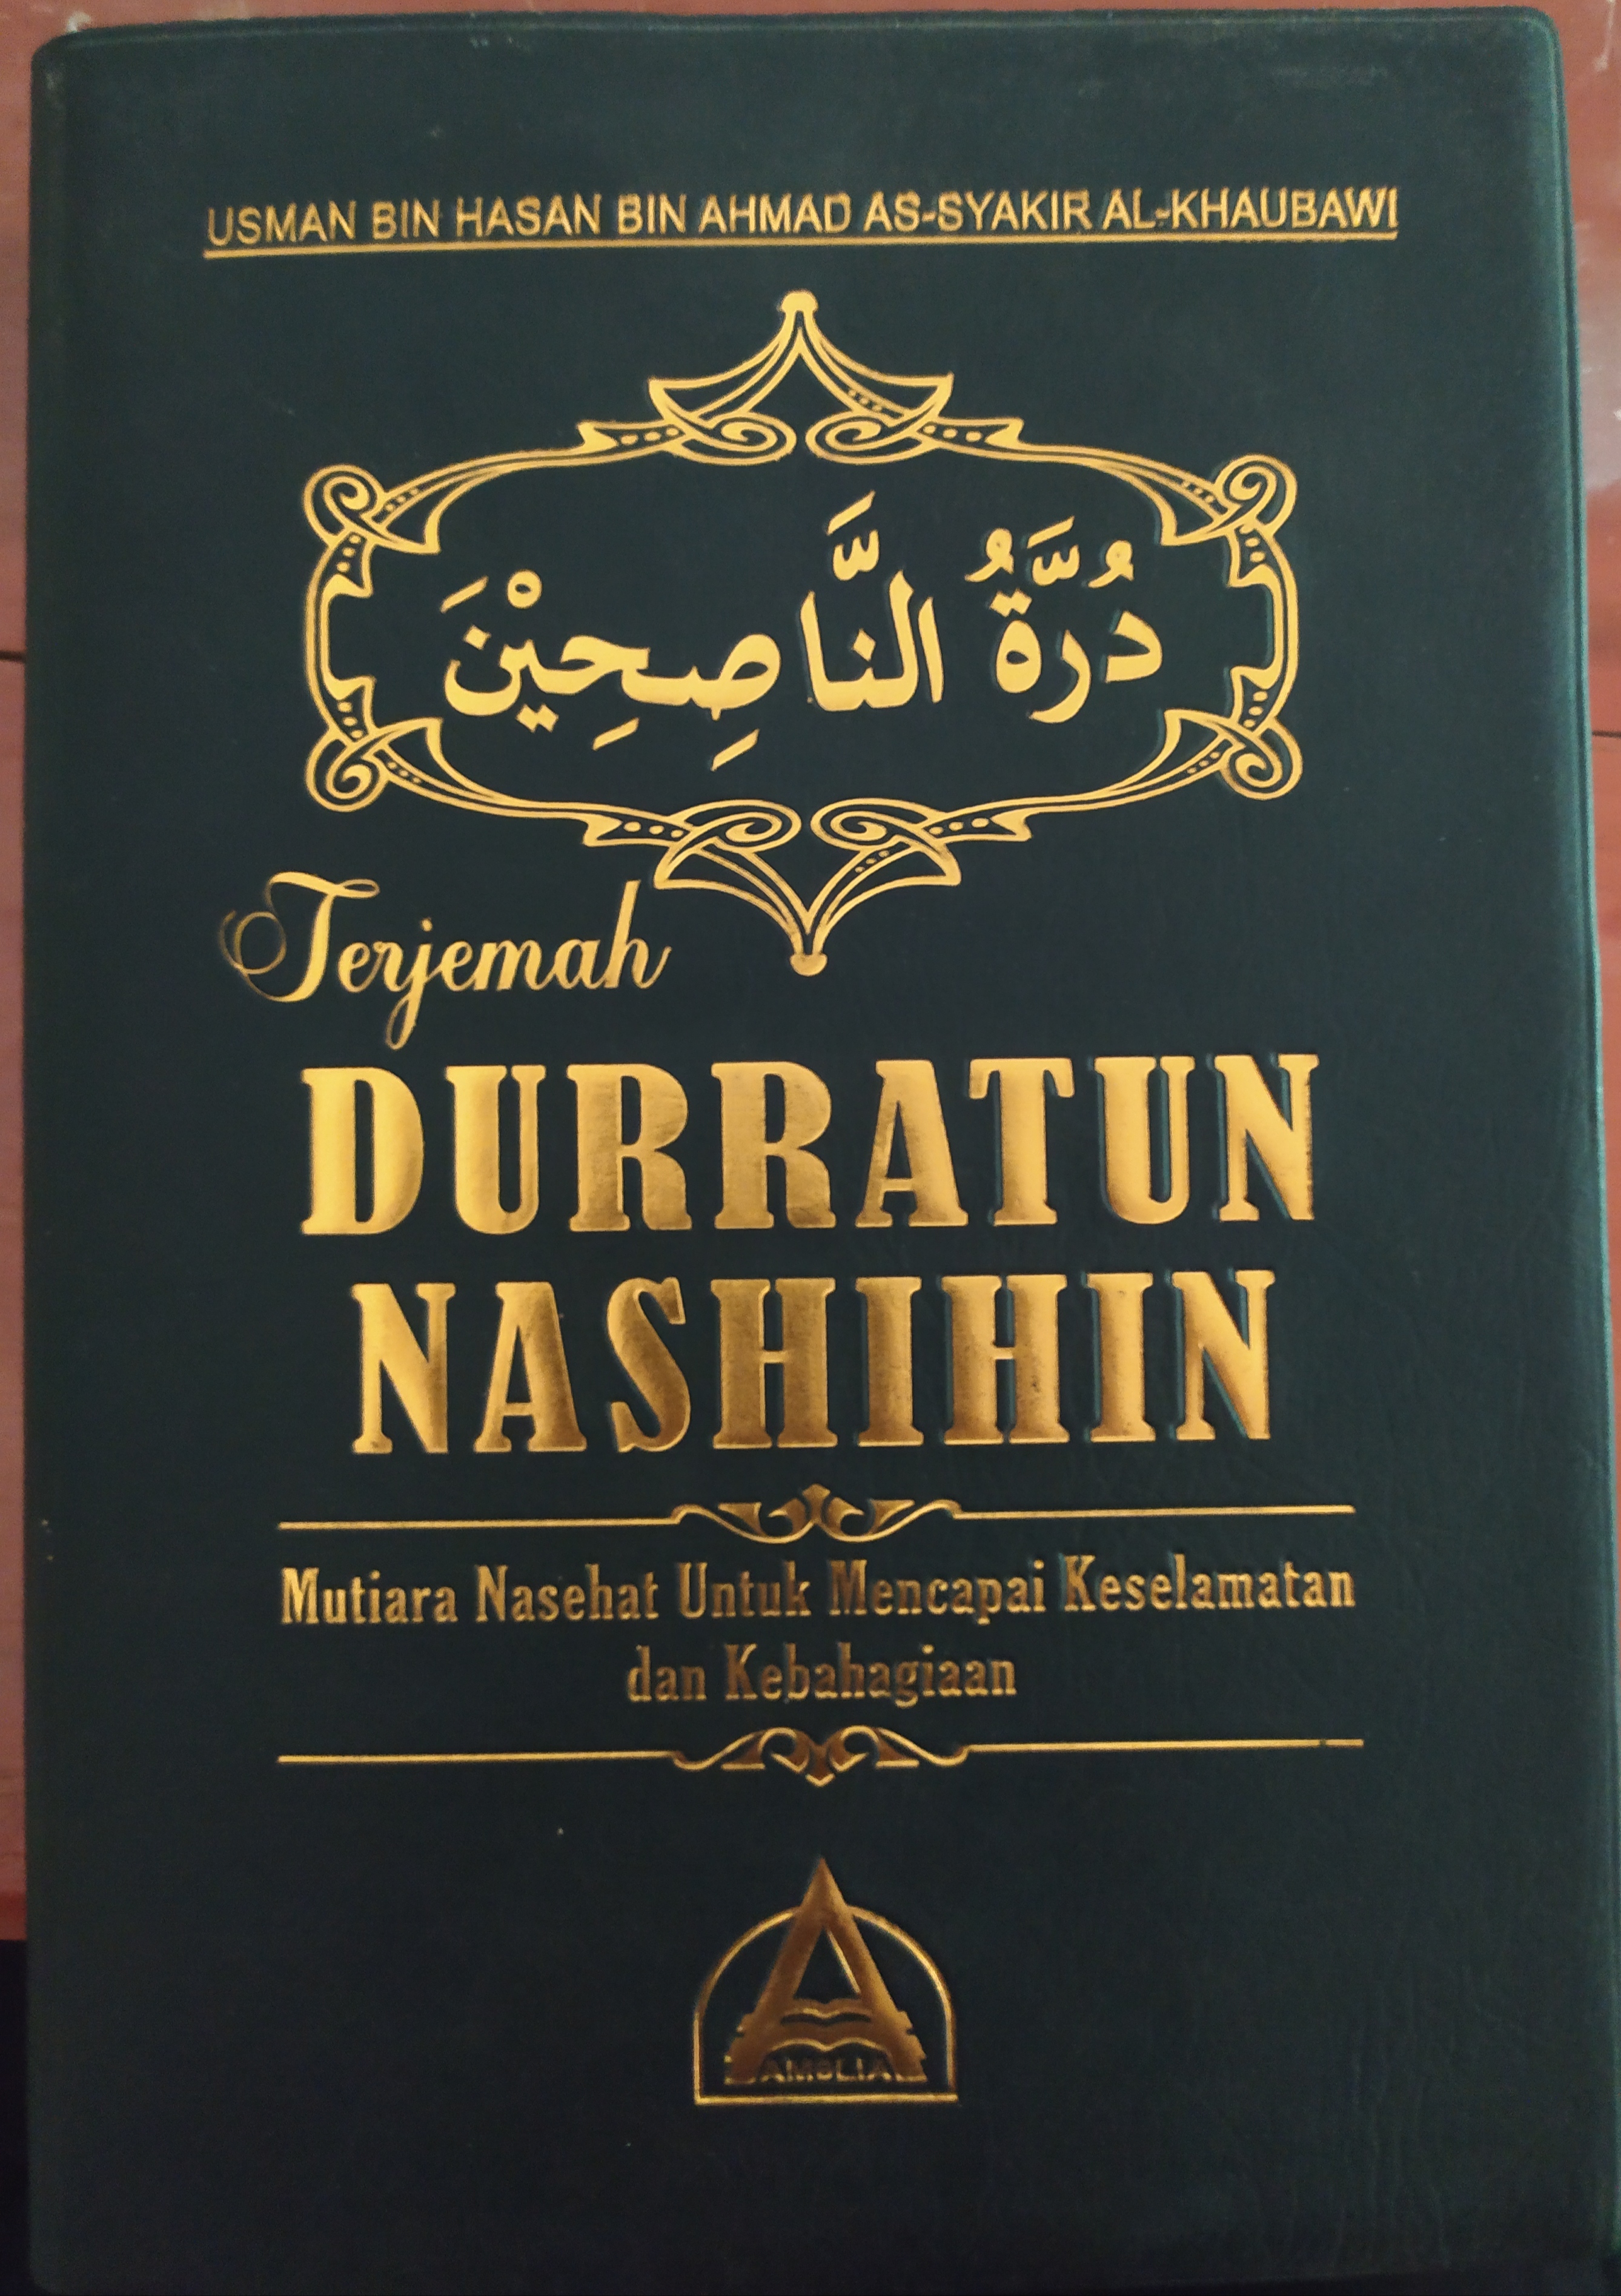 USMAN BIN HASAN BIN AHMAD AS-SYAKIR AL-KHAUBAWI
دُرَّةُ النَّاصِحِيْنَ
Terjemah
DURRATUN
NASHIHIN
Mutiara Nasehat Untuk Mencapai Keselamatan
dan Kebahagiaan
AMELIA